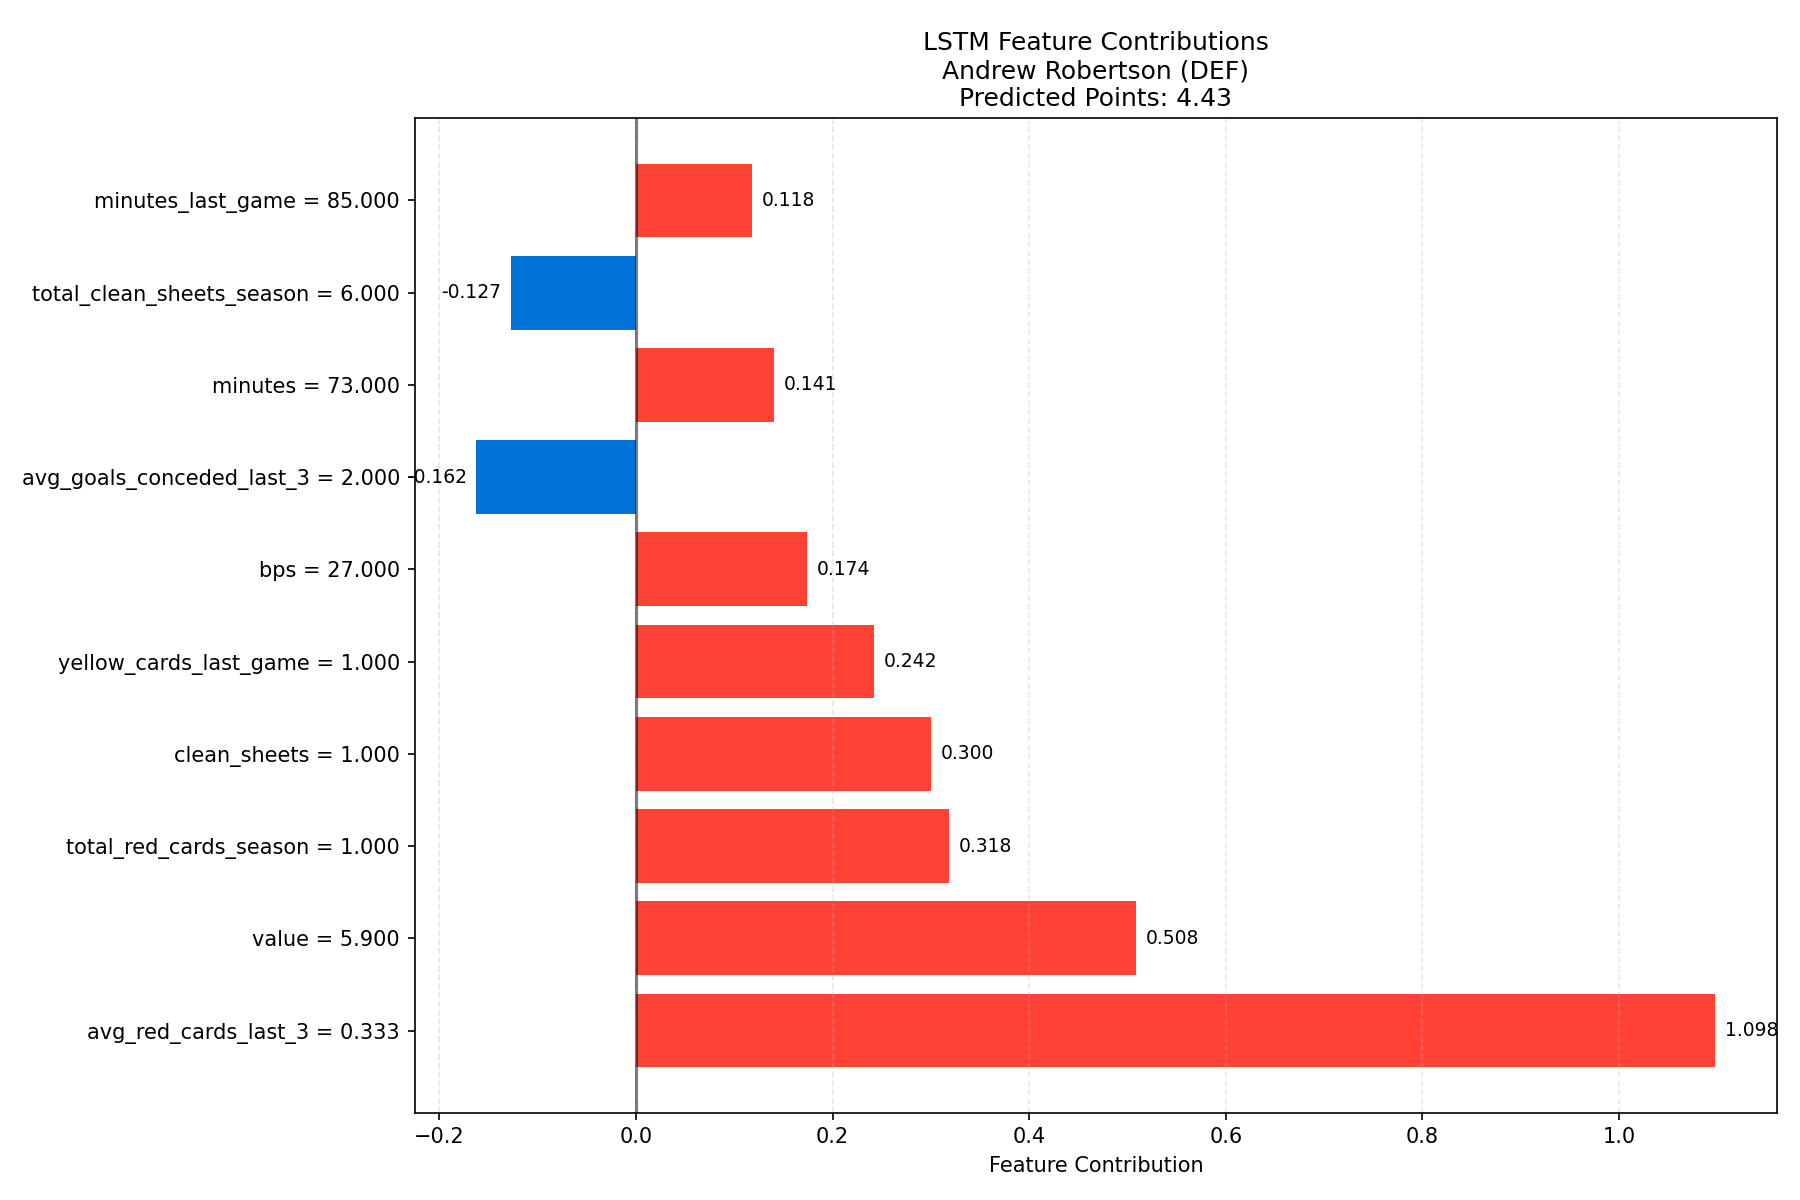 LSTM Feature Contributions
Andrew Robertson (DEF)
Predicted Points: 4.43
minutes_last_game = 85.000
0.118
total_clean_sheets_season = 6.000
-0.127
minutes = 73.000
0.141
avg_goals_conceded_last_3 = 2.000
-0.162
bps = 27.000
0.174
yellow_cards_last_game = 1.000
0.242
clean_sheets = 1.000
0.300
total_red_cards_season = 1.000
0.318
value = 5.900
0.508
avg_red_cards_last_3 = 0.333
1.098
−0.2 0.0 0.2 0.4 0.6 0.8 1.0
Feature Contribution